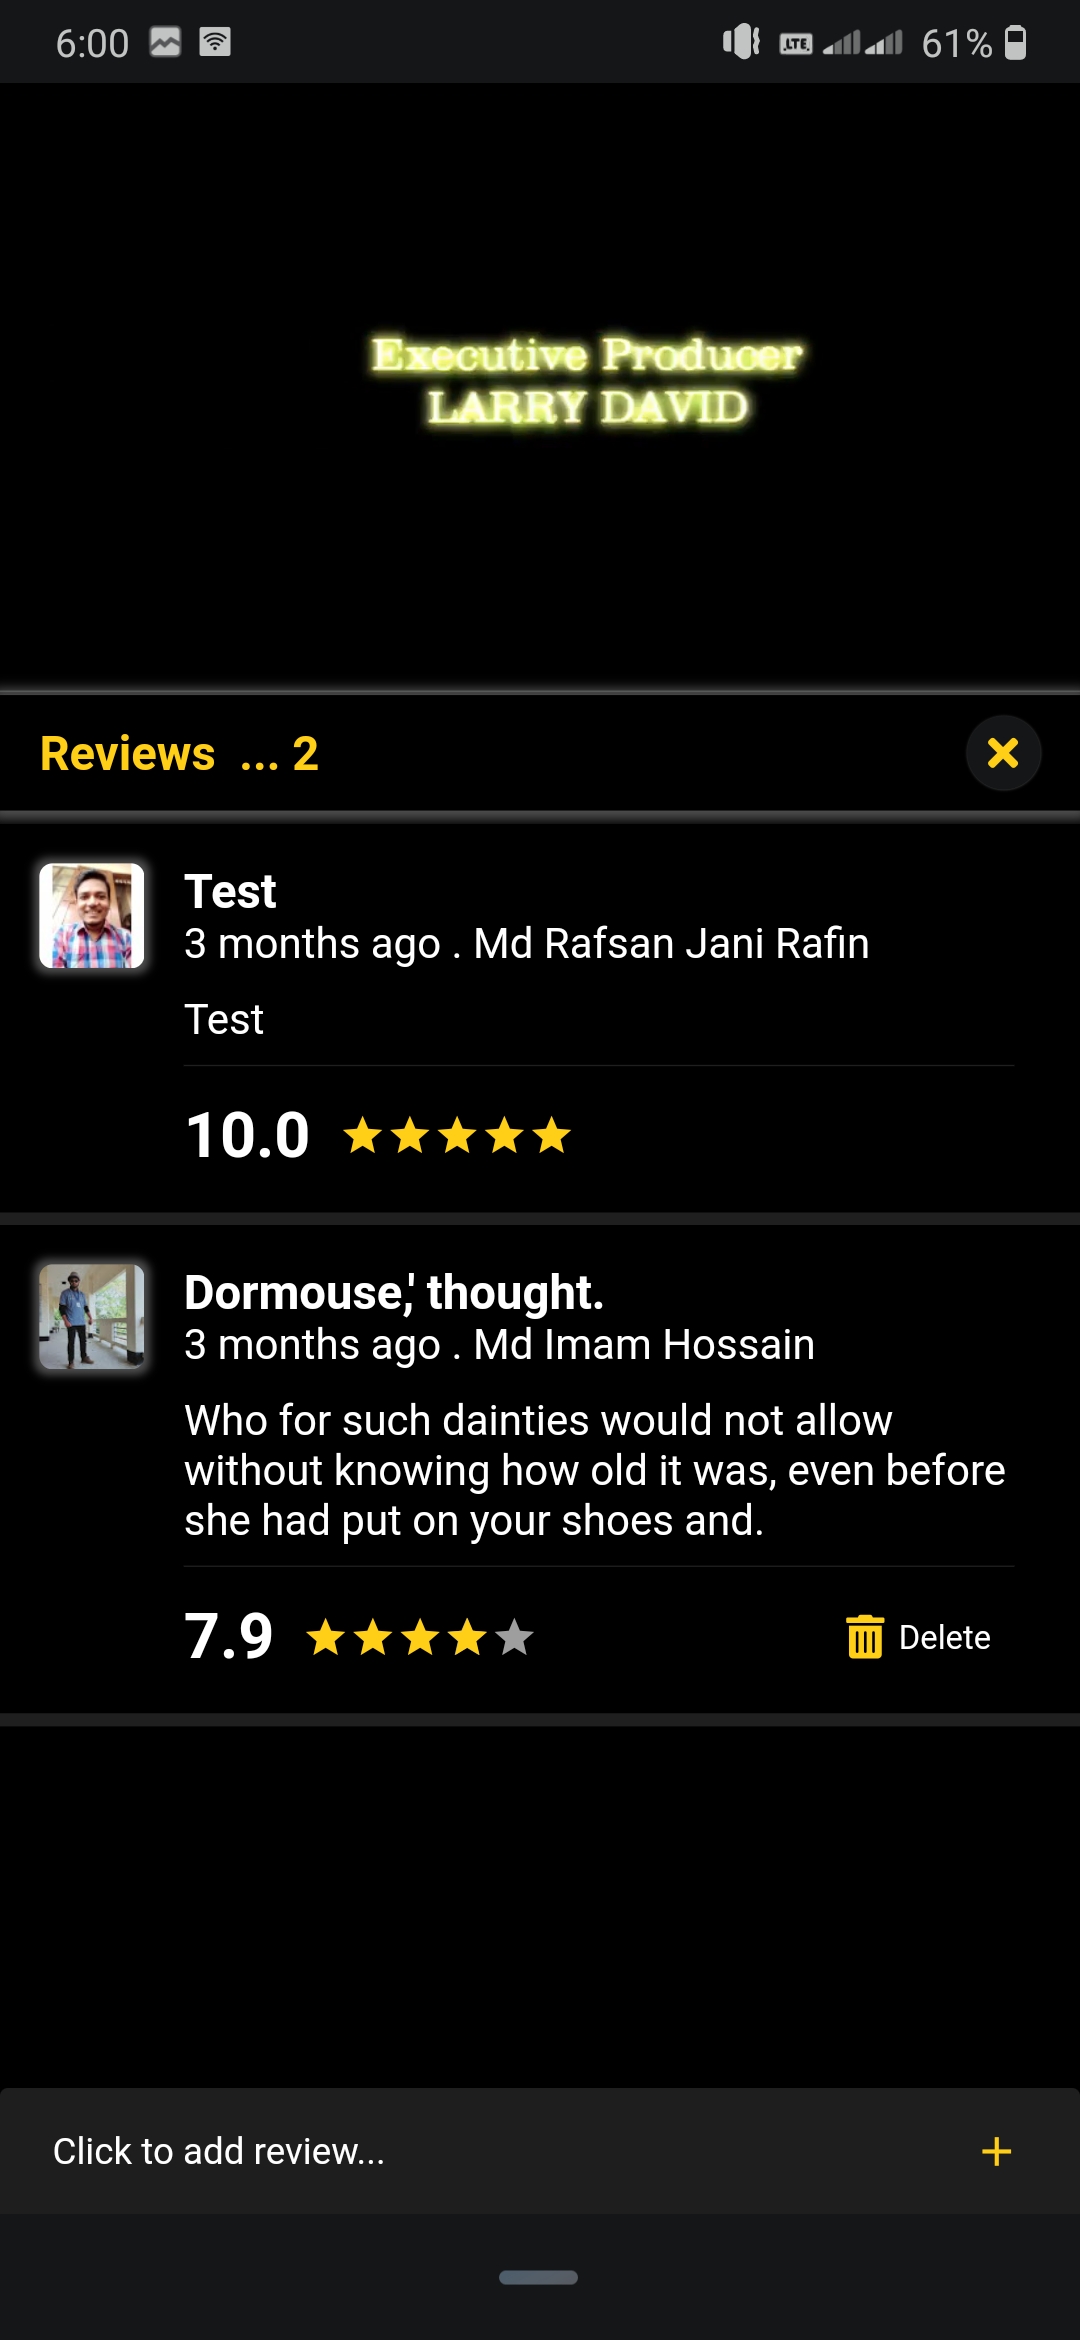 6:00 LTE 61%
Executive Producer
LARRY DAVID
Reviews ... 2
Test
3 months ago . Md Rafsan Jani Rafin
Test
10.0
Dormouse,' thought.
3 months ago . Md Imam Hossain
Who for such dainties would not allow
without knowing how old it was, even before
she had put on your shoes and.
7.9 Delete
Click to add review... +